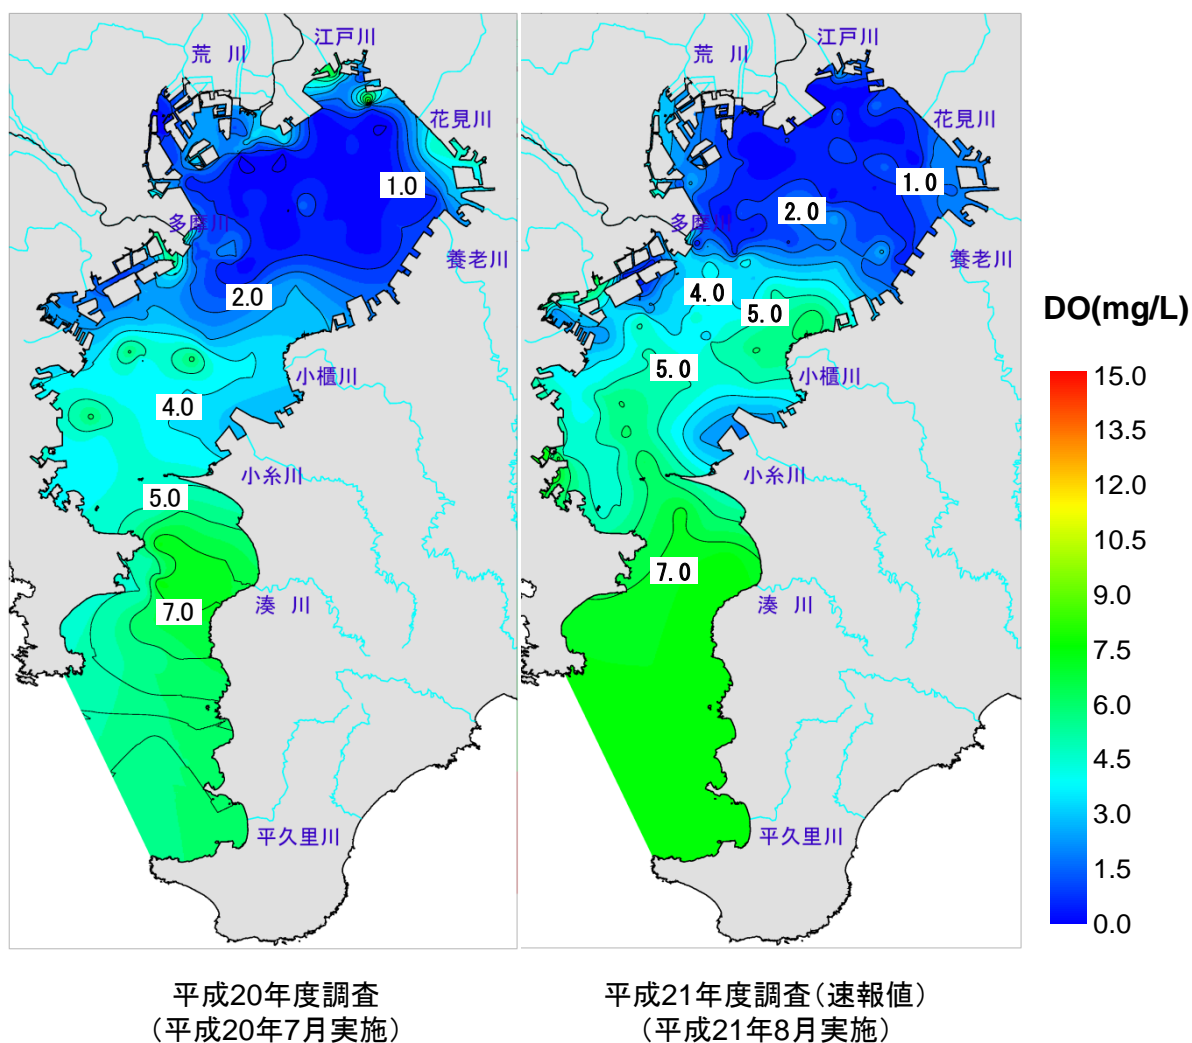 江戸川
荒 川
花見川
1.0
多摩川
養老川
2.0
小櫃川
4.0
小糸川
5.0
湊 川
7.0
平久里川
江戸川
荒 川
花見川
1.0
2.0
多摩川
養老川
4.0
5.0
5.0
小櫃川
小糸川
7.0
湊 川
平久里川
DO(mg/L)
15.0
13.5
12.0
10.5
9.0
7.5
6.0
4.5
3.0
1.5
0.0
平成20年度調査
（平成20年7月実施）
平成21年度調査（速報値）
（平成21年8月実施）